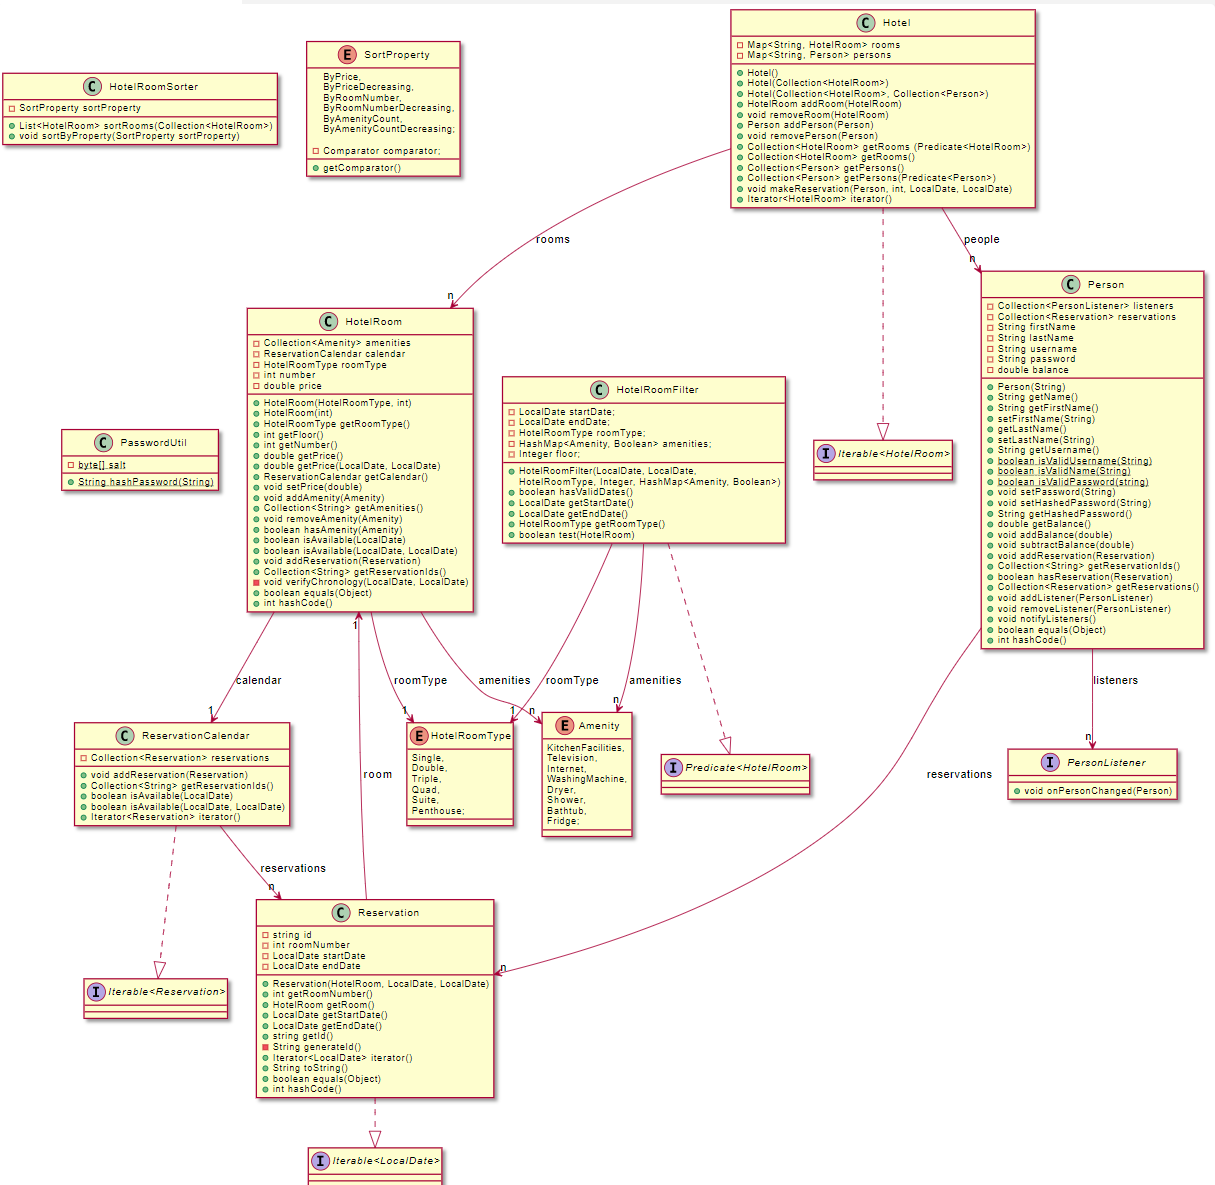 Hotel
Map<String, HotelRoom> rooms
Map<String, Person> persons
Hotel()
Hotel(Collection<HotelRoom>)
Hotel(Collection<HotelRoom>, Collection<Person>)
HotelRoom addRoom(HotelRoom)
void removeRoom(HotelRoom)
Person addPerson(Person)
void removePerson(Person)
Collection<HotelRoom> getRooms (Predicate<HotelRoom>)
Collection<HotelRoom> getRooms()
Collection<Person> getPersons()
Collection<Person> getPersons(Predicate<Person>)
void makeReservation(Person, int, LocalDate, LocalDate)
Iterator<HotelRoom> iterator()
SortProperty
ByPrice,
ByPriceDecreasing,
ByRoomNumber,
ByRoomNumberDecreasing,
ByAmenityCount,
ByAmenityCountDecreasing;
Comparator comparator;
getComparator()
HotelRoomSorter
SortProperty sortProperty
List<HotelRoom> sortRooms(Collection<HotelRoom>)
void sortByProperty(SortProperty sortProperty)
rooms
n
people
n
Person
Collection<PersonListener> listeners
Collection<Reservation> reservations
String firstName
String lastName
String username
String password
double balance
Person(String)
String getName()
String getFirstName()
setFirstName(String)
getLastName()
setLastName(String)
String getUsername()
boolean isValidUsername(String)
boolean isValidName(String)
boolean isValidPassword(string)
void setPassword(String)
void setHashedPassword(String)
String getHashedPassword()
double getBalance()
void addBalance(double)
void subtractBalance(double)
void addReservation(Reservation)
Collection<String> getReservationIds()
boolean hasReservation(Reservation)
Collection<Reservation> getReservations()
void addListener(PersonListener)
void removeListener(PersonListener)
void notifyListeners()
boolean equals(Object)
int hashCode()
HotelRoom
Collection<Amenity> amenities
ReservationCalendar calendar
HotelRoomType roomType
int number
double price
HotelRoom(HotelRoomType, int)
HotelRoom(int)
HotelRoomType getRoomType()
int getFloor()
int getNumber()
double getPrice()
double getPrice(LocalDate, LocalDate)
ReservationCalendar getCalendar()
void setPrice(double)
void addAmenity(Amenity)
Collection<String> getAmenities()
void removeAmenity(Amenity)
boolean hasAmenity(Amenity)
boolean isAvailable(LocalDate)
boolean isAvailable(LocalDate, LocalDate)
void addReservation(Reservation)
Collection<String> getReservationIds()
void verifyChronology(LocalDate, LocalDate)
boolean equals(Object)
int hashCode()
HotelRoomFilter
LocalDate startDate;
LocalDate endDate;
HotelRoomType roomType;
HashMap<Amenity, Boolean> amenities;
Integer floor;
HotelRoomFilter(LocalDate, LocalDate,
HotelRoomType, Integer, HashMap<Amenity, Boolean>)
boolean hasValidDates()
LocalDate getStartDate()
LocalDate getEndDate()
HotelRoomType getRoomType()
boolean test(HotelRoom)
Iterable<HotelRoom>
PasswordUtil
byte[] salt
String hashPassword(String)
1
calendar
1
roomType
1
amenities
n
roomType
1
amenities
n
listeners
n
ReservationCalendar
Collection<Reservation> reservations
void addReservation(Reservation)
Collection<String> getReservationIds()
boolean isAvailable(LocalDate)
boolean isAvailable(LocalDate, LocalDate)
Iterator<Reservation> iterator()
HotelRoomType
Single,
Double,
Triple,
Quad,
Suite,
Penthouse;
Amenity
KitchenFacilities,
Television,
Internet,
WashingMachine,
Dryer,
Shower,
Bathtub,
Fridge;
Predicate<HotelRoom>
PersonListener
void onPersonChanged(Person)
room
reservations
n
reservations
n
Reservation
string id
int roomNumber
LocalDate startDate
LocalDate endDate
Reservation(HotelRoom, LocalDate, LocalDate)
int getRoomNumber()
HotelRoom getRoom()
LocalDate getStartDate()
LocalDate getEndDate()
string getId()
String generateId()
Iterator<LocalDate> iterator()
String toString()
boolean equals(Object)
int hashCode()
Iterable<Reservation>
Iterable<LocalDate>